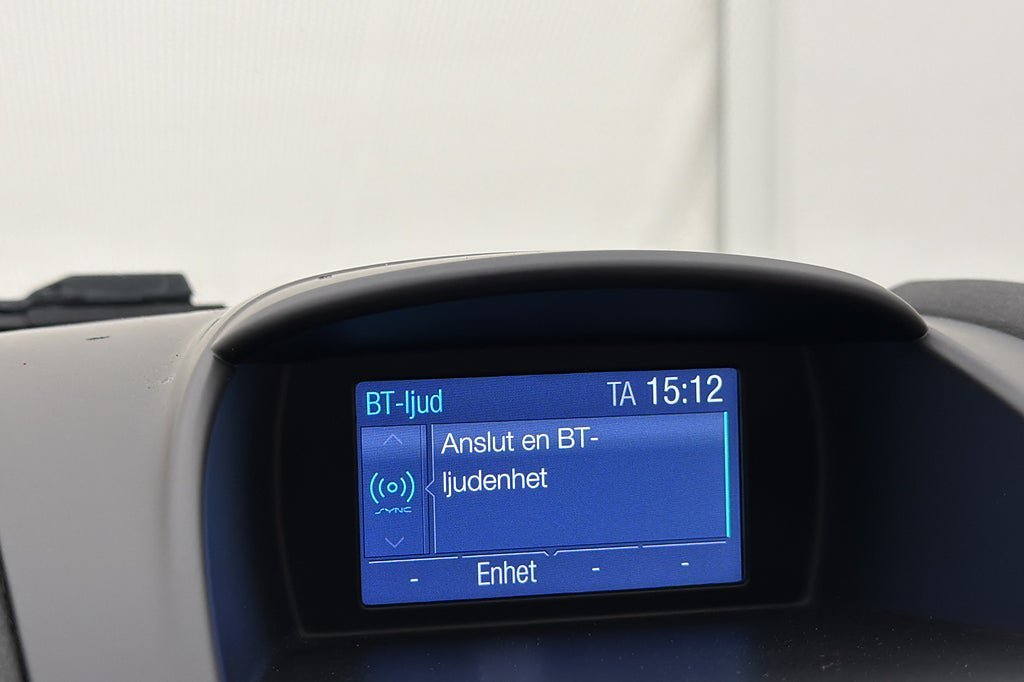 BT-ljud TA 15:12
Anslut en BT-
ljudenhet
SYNC
- Enhet - -